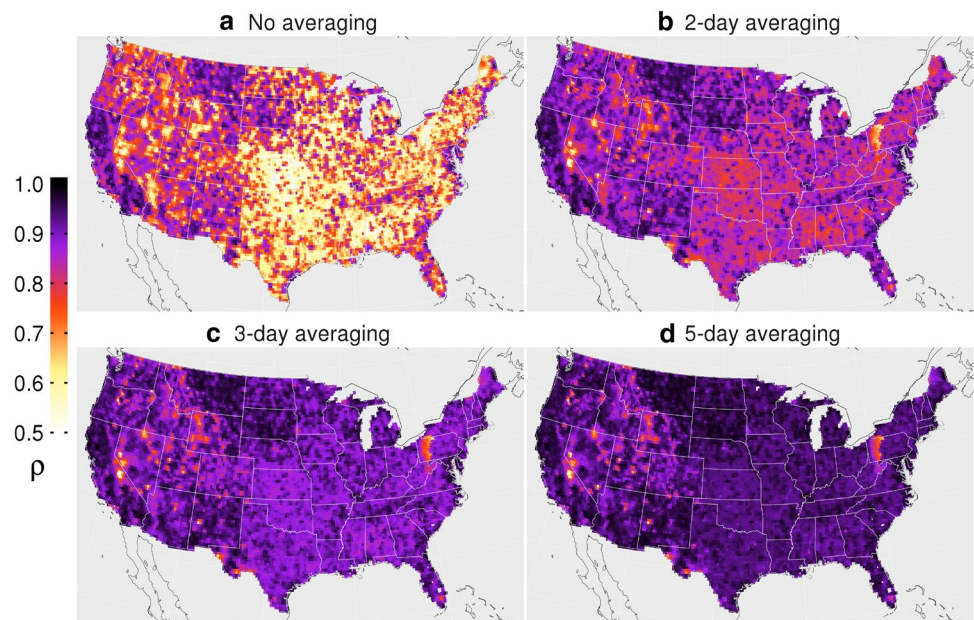 a No averaging
b 2-day averaging
1.0
0.9
0.8
0.7
0.6
0.5
ρ
c 3-day averaging
d 5-day averaging